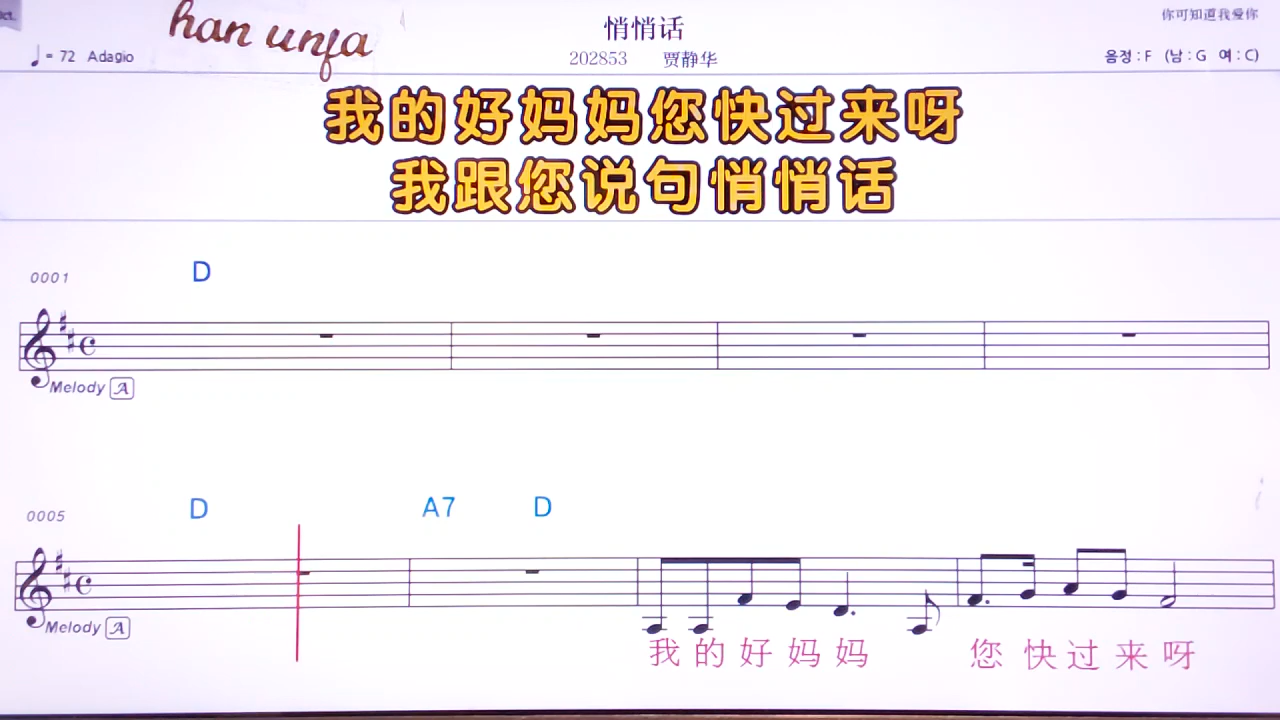 ct.
han unfa
悄悄话
你可知道我爱你
♩= 72 Adagio
202853 贾静华
음정 : F (남 : G 여 : C)
我的好妈妈您快过来呀
我跟您说句悄悄话
0001 D
Melody A
0005 D A7 D
Melody A
我的好妈妈 您快过来呀